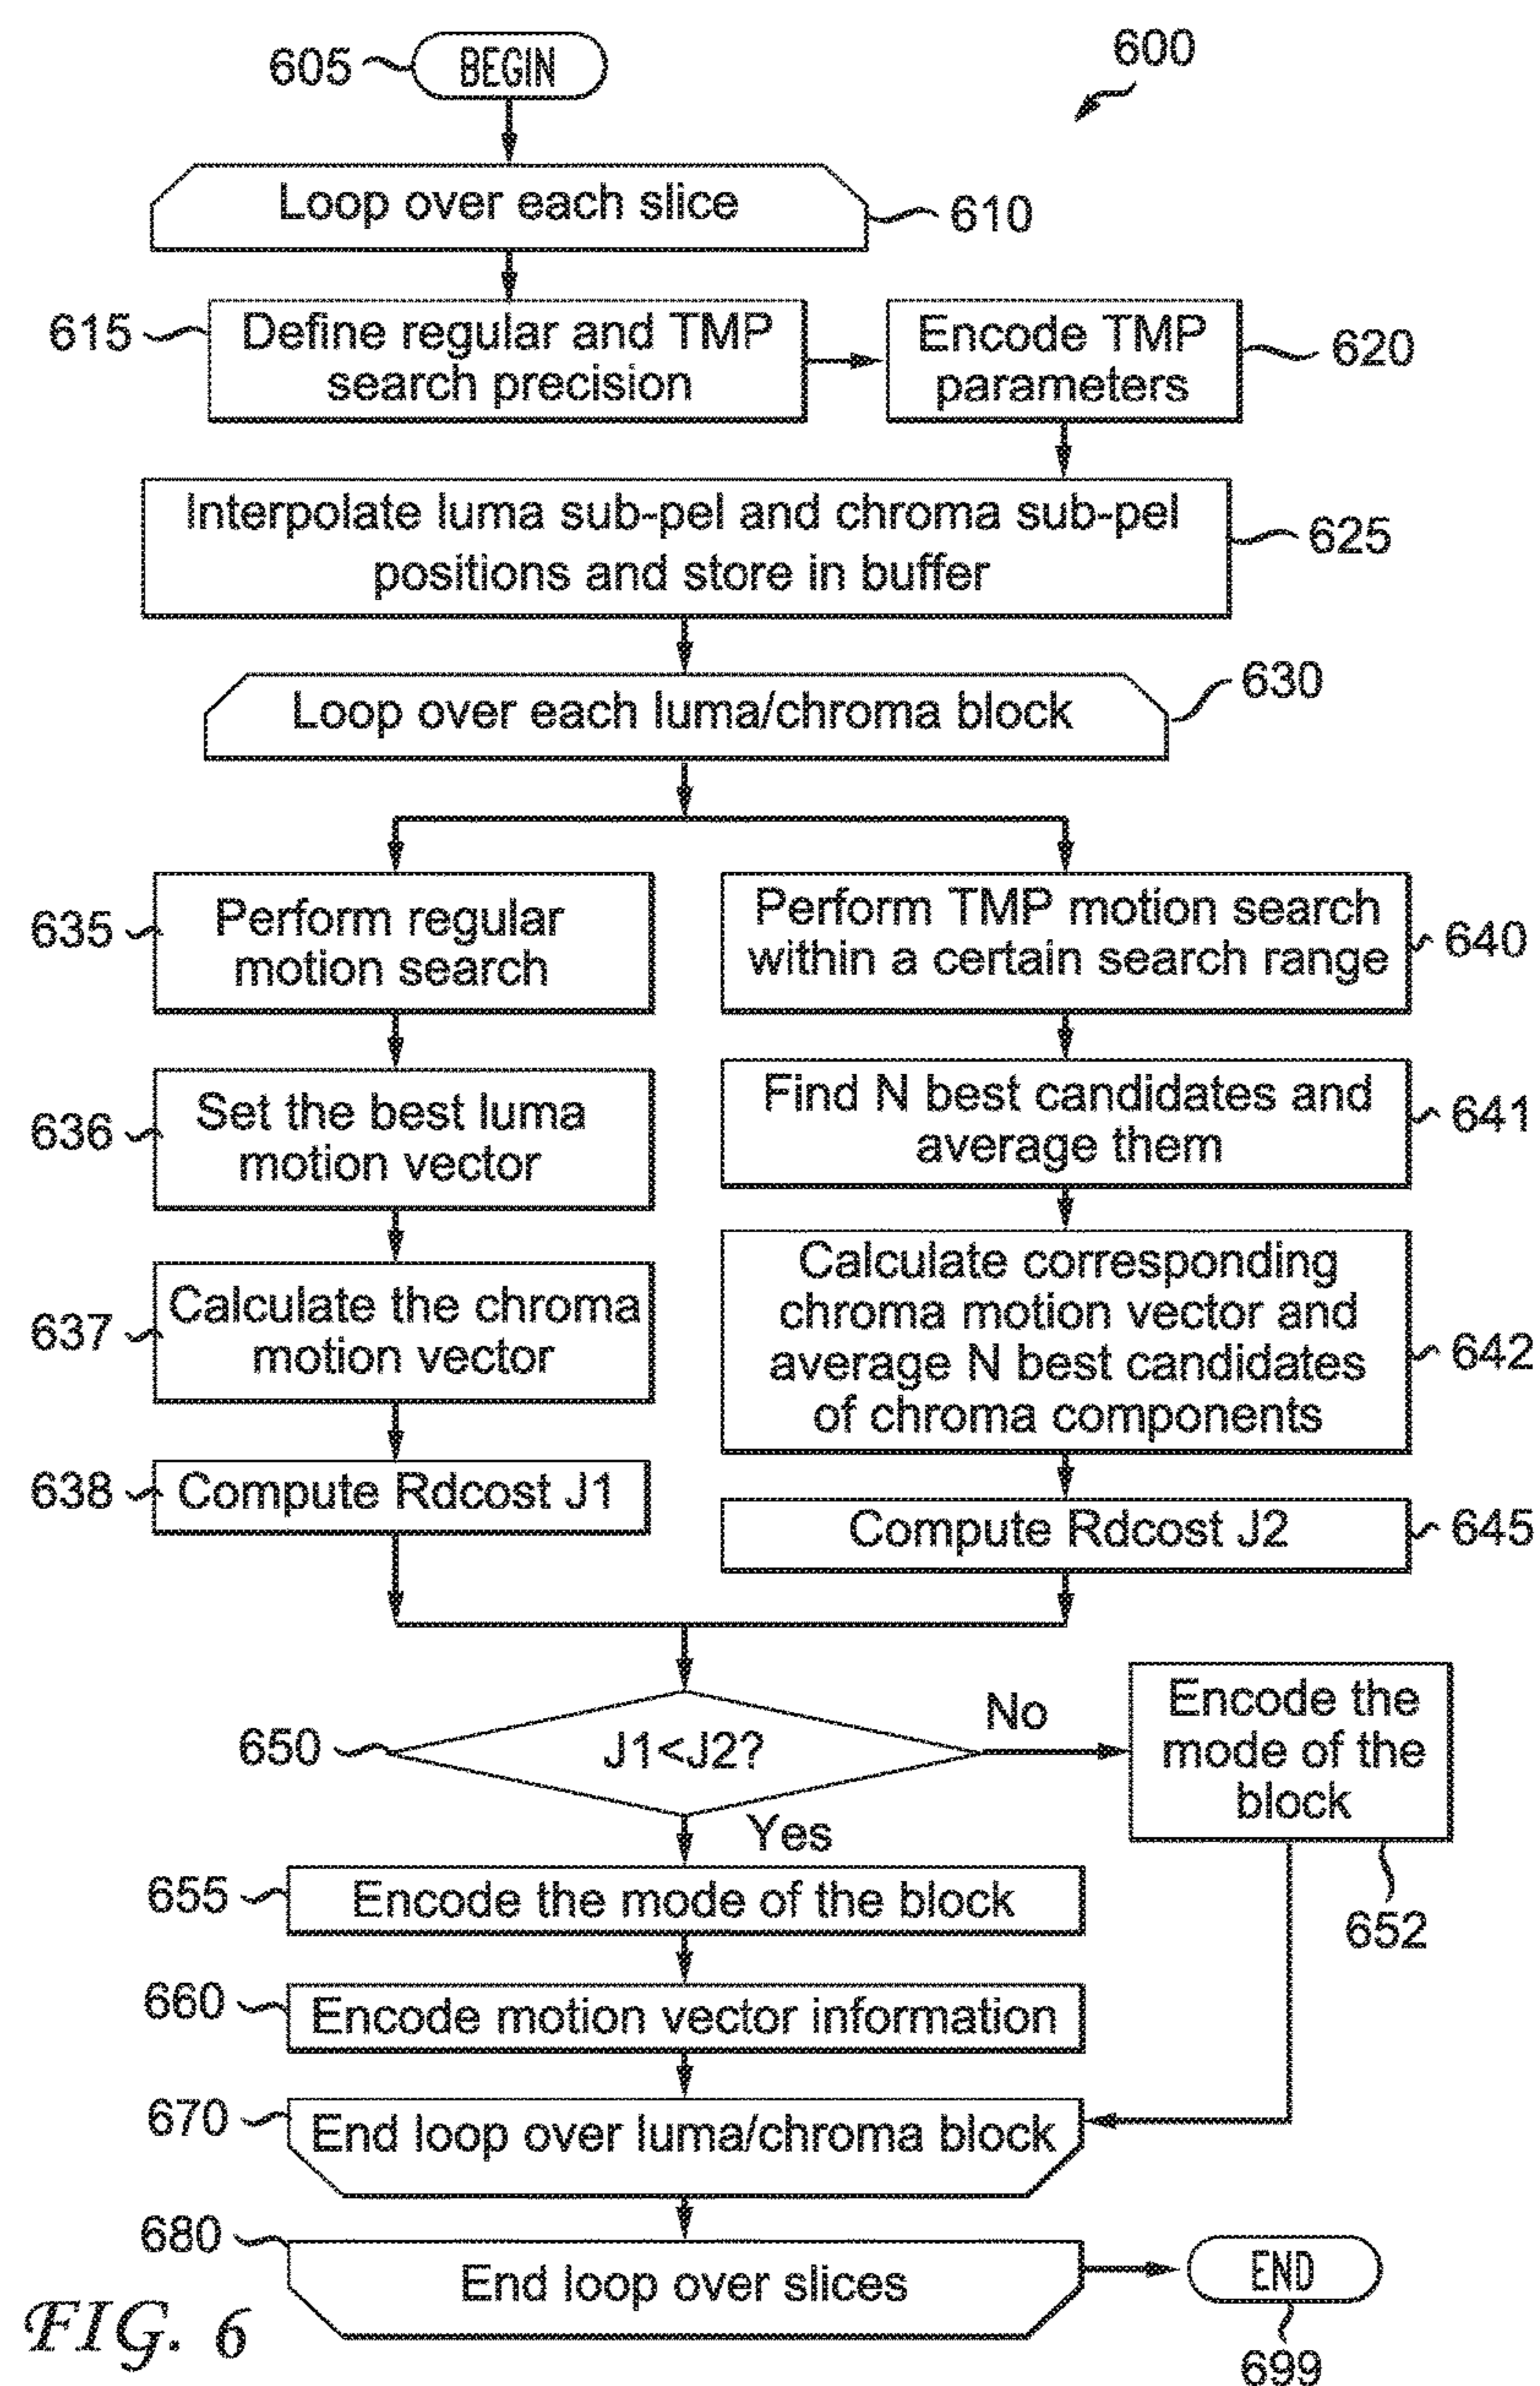 600
605
BEGIN
Loop over each slice
610
615
Define regular and TMP
search precision
Encode TMP
parameters
620
Interpolate luma sub-pel and chroma sub-pel
positions and store in buffer
625
Loop over each luma/chroma block
630
635
Perform regular
motion search
636
Set the best luma
motion vector
637
Calculate the chroma
motion vector
638
Compute Rdcost J1
Perform TMP motion search
within a certain search range
640
Find N best candidates and
average them
641
Calculate corresponding
chroma motion vector and
average N best candidates
of chroma components
642
Compute Rdcost J2
645
650
J1<J2?
No
Encode the
mode of the
block
652
Yes
655
Encode the mode of the block
660
Encode motion vector information
670
End loop over luma/chroma block
680
End loop over slices
END
699
FIG. 6